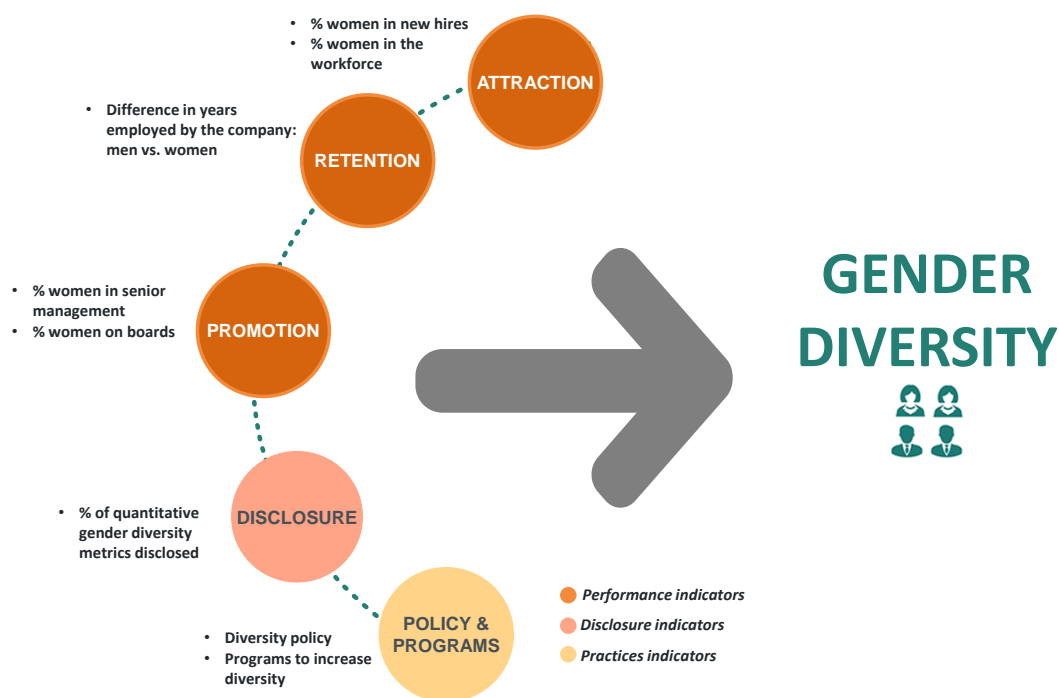 • % women in new hires
• % women in the
workforce
ATTRACTION
• Difference in years
employed by the company:
men vs. women
RETENTION
• % women in senior
management
• % women on boards
PROMOTION
GENDER
DIVERSITY
• % of quantitative
gender diversity
metrics disclosed
DISCLOSURE
• Diversity policy
• Programs to increase
diversity
POLICY &
PROGRAMS
Performance indicators
Disclosure indicators
Practices indicators